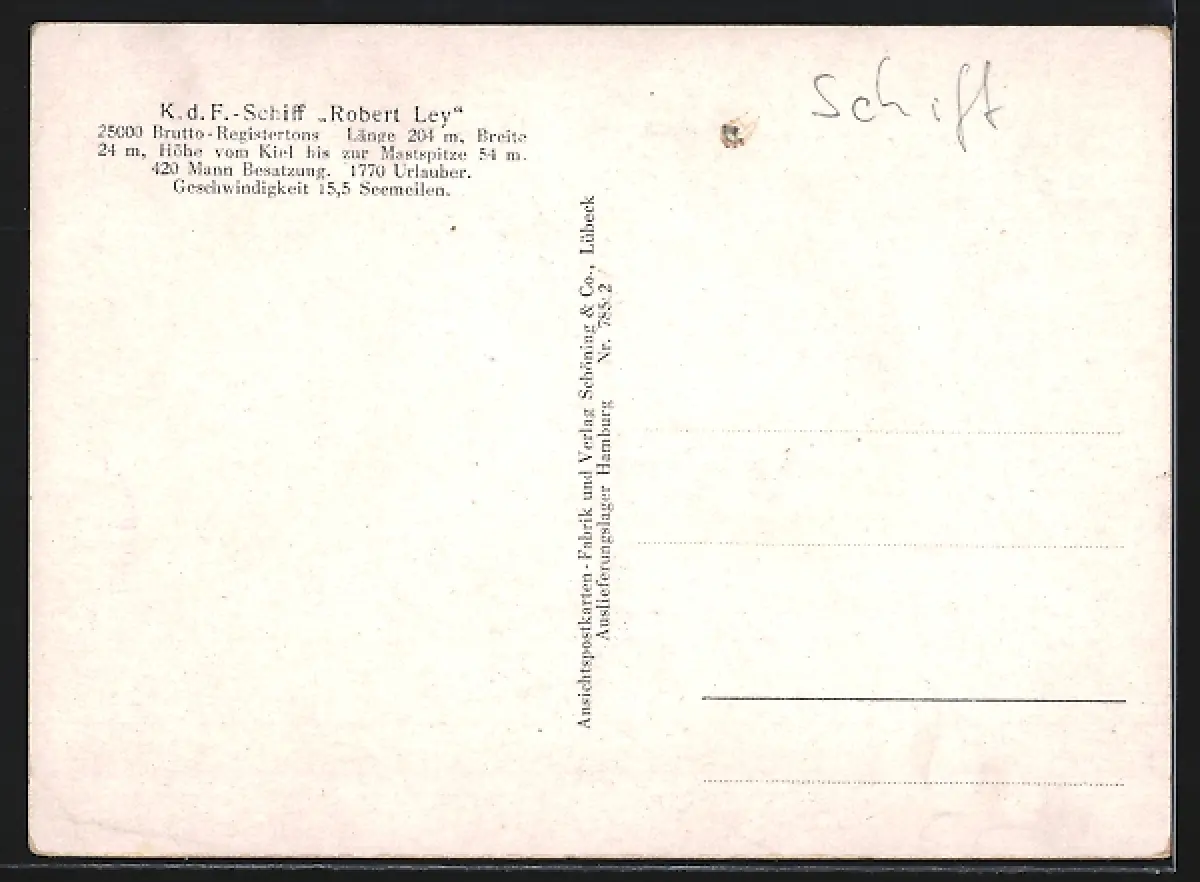 K. d. F.-Schiff „Robert Ley“
25000 Brutto-Registertons Länge 204 m, Breite
24 m, Höhe vom Kiel bis zur Mastspitze 54 m.
420 Mann Besatzung. 1770 Urlauber.
Geschwindigkeit 15,5 Seemeilen.
Ansichtspostkarten-Fabrik und Verlag Schöning & Co., Lübeck
Auslieferungslager Hamburg Nr. 785/2
Schift